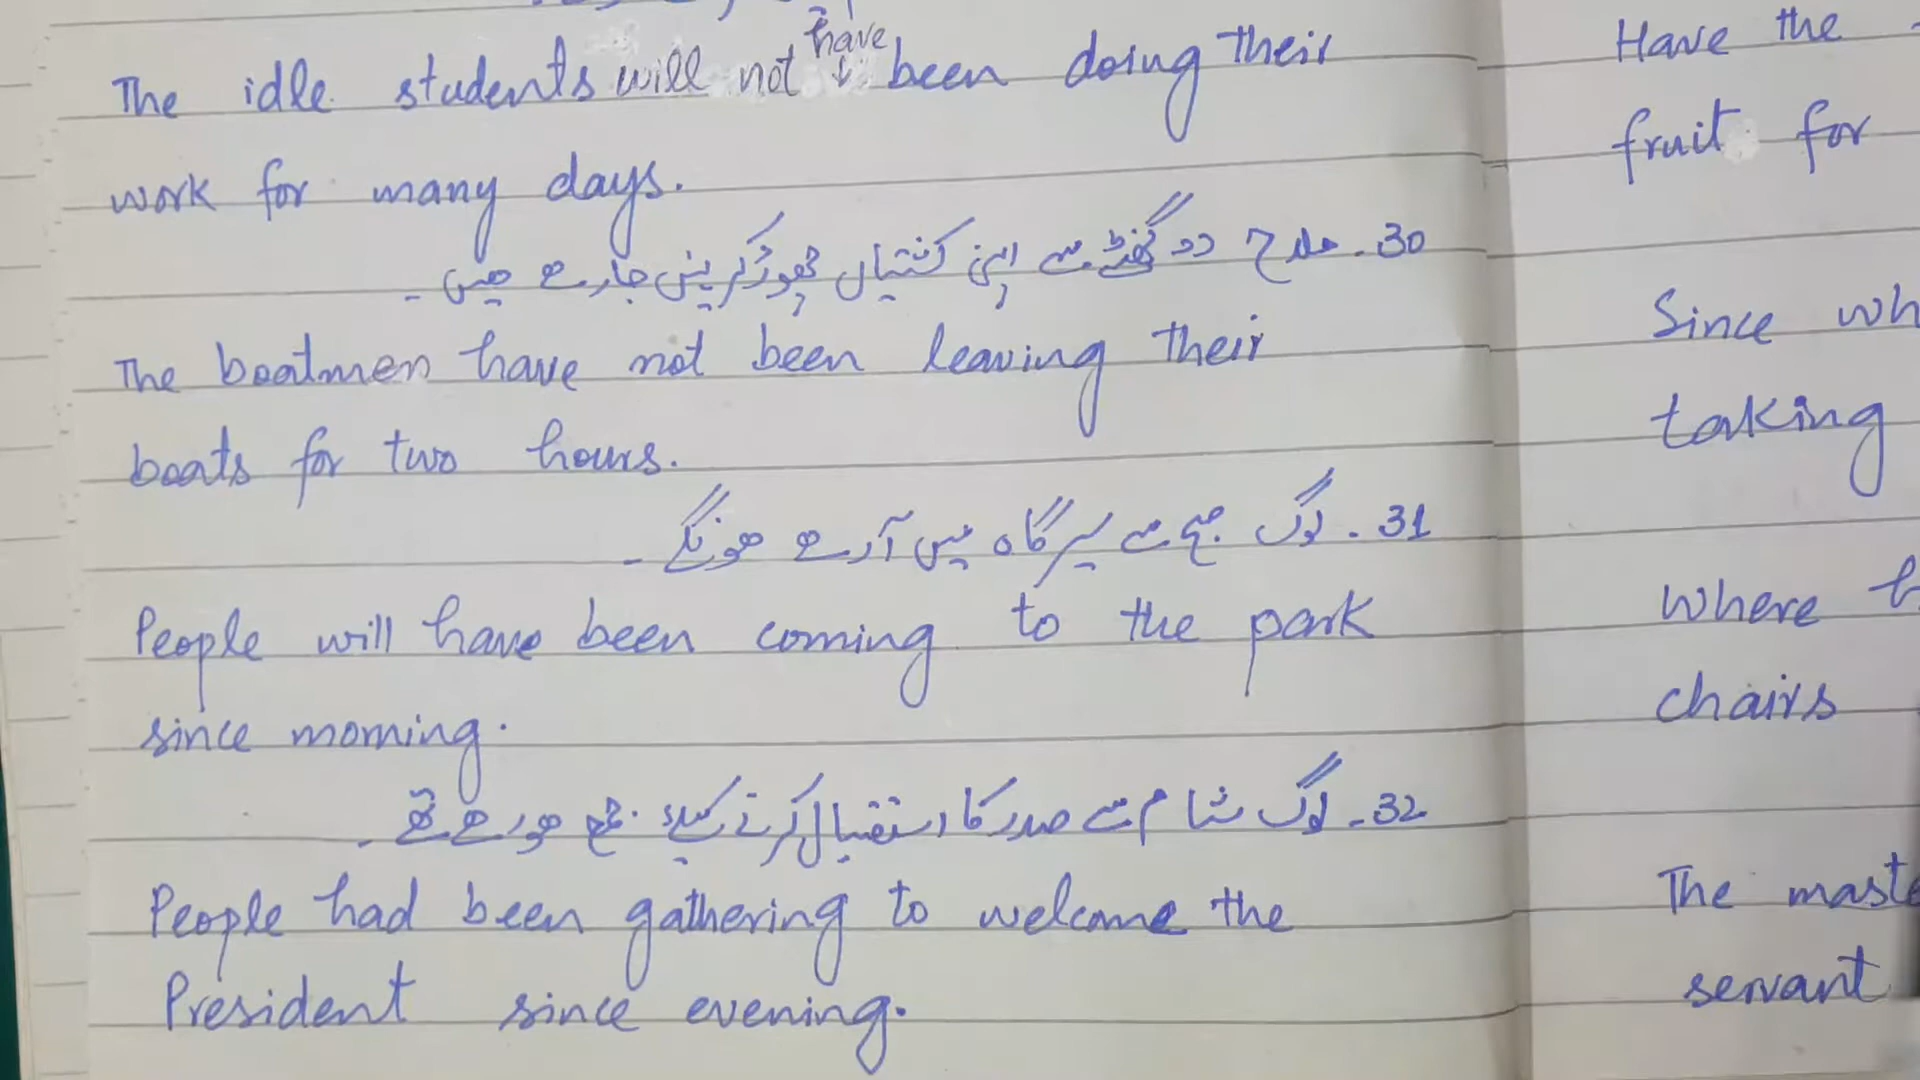 The idle students will not have been doing their
work for many days.
30۔ ملاح دو گھنٹے سے اپنی کشتیاں چھوڑ کر نہیں جا رہے ہیں ۔
The boatmen have not been leaving their
boats for two hours.
31۔ لوگ صبح سے سیر گاہ میں آ رہے ہونگے ۔
People will have been coming to the park
since morning.
32۔ لوگ شام سے صدر کا استقبال کرنے کیلئے جمع ہو رہے تھے ۔
People had been gathering to welcome the
President since evening.
Have the
fruit for
Since wh
taking
Where h
chairs
The maste
servant